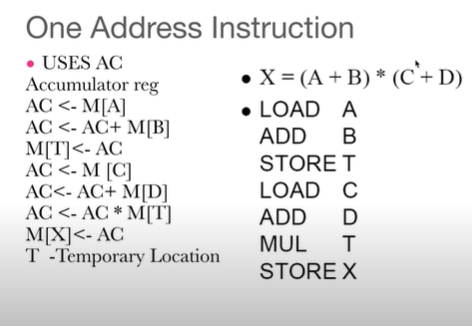 One Address Instruction
• USES AC
Accumulator reg
AC <- M[A]
AC <- AC+ M[B]
M[T]<- AC
AC <- M [C]
AC<- AC+ M[D]
AC <- AC * M[T]
M[X]<- AC
T -Temporary Location
• X = (A + B) * (C + D)
• LOAD A
ADD B
STORE T
LOAD C
ADD D
MUL T
STORE X